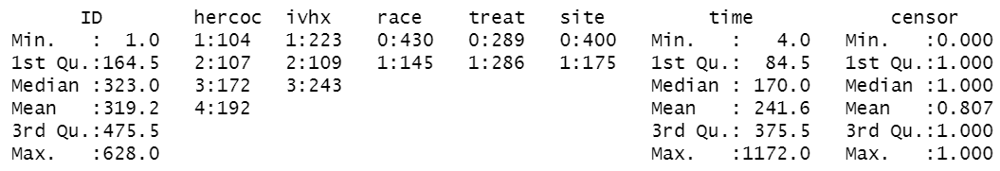 ID         hercoc  ivhx    race    treat   site         time            censor
Min.   :  1.0   1:104   1:223   0:430   0:289   0:400   Min.   :   4.0   Min.   :0.000
1st Qu.:164.5   2:107   2:109   1:145   1:286   1:175   1st Qu.:  84.5   1st Qu.:1.000
Median :323.0   3:172   3:243                           Median : 170.0   Median :1.000
Mean   :319.2   4:192                                   Mean   : 241.6   Mean   :0.807
3rd Qu.:475.5                                           3rd Qu.: 375.5   3rd Qu.:1.000
Max.   :628.0                                           Max.   :1172.0   Max.   :1.000